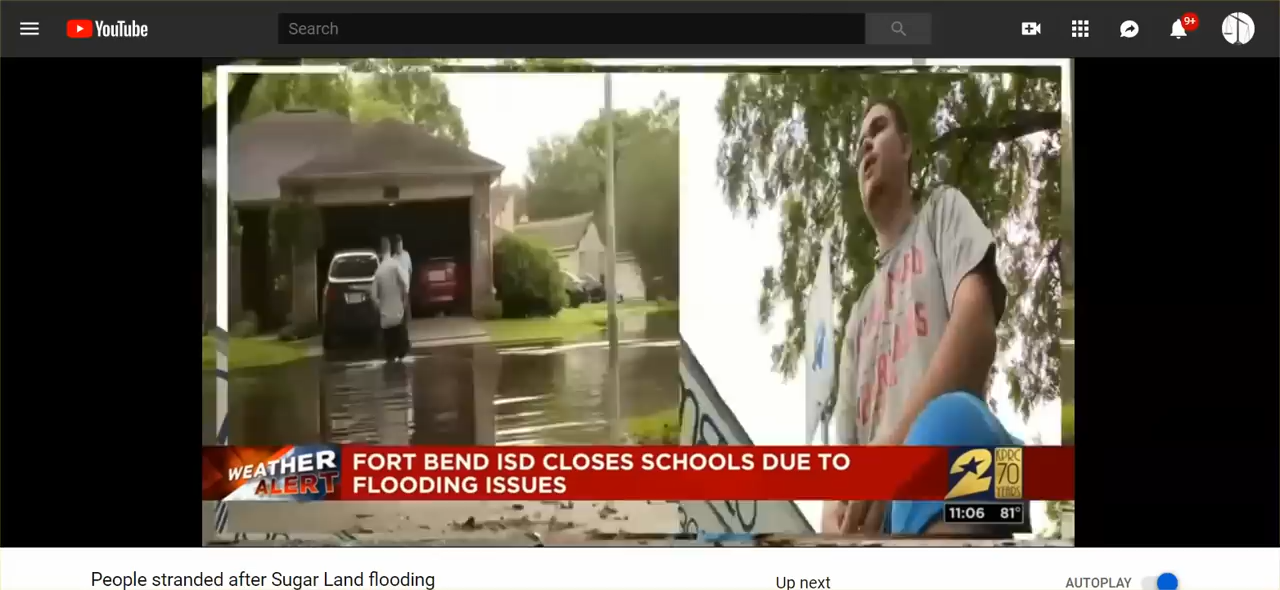 YouTube
Search
9+
WEATHER
ALERT
FORT BEND ISD CLOSES SCHOOLS DUE TO
FLOODING ISSUES
2
KPRC
70
YEARS
11:06 81°
People stranded after Sugar Land flooding
Up next
AUTOPLAY